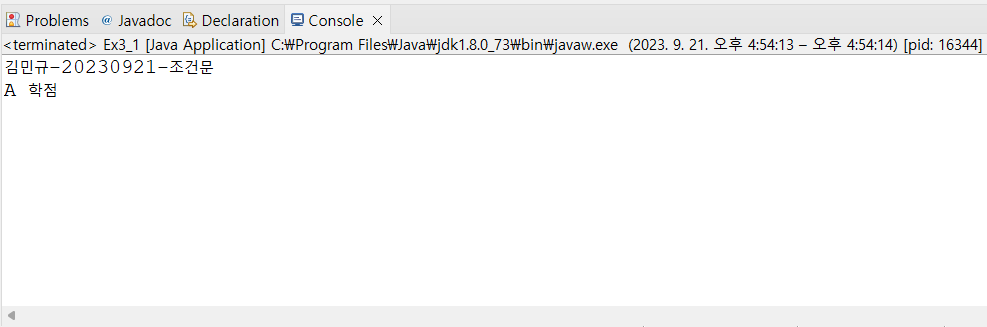 Problems @ Javadoc Declaration Console
<terminated> Ex3_1 [Java Application] C:₩Program Files₩Java₩jdk1.8.0_73₩bin₩javaw.exe (2023. 9. 21. 오후 4:54:13 – 오후 4:54:14) [pid: 16344]
김민규-20230921-조건문
A 학점